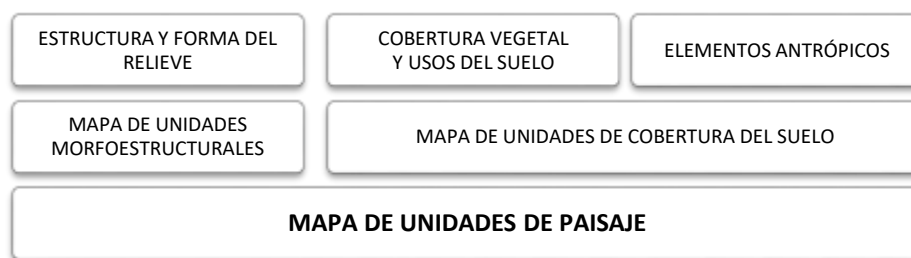 ESTRUCTURA Y FORMA DEL
RELIEVE
COBERTURA VEGETAL
Y USOS DEL SUELO
ELEMENTOS ANTRÓPICOS
MAPA DE UNIDADES
MORFOESTRUCTURALES
MAPA DE UNIDADES DE COBERTURA DEL SUELO
MAPA DE UNIDADES DE PAISAJE